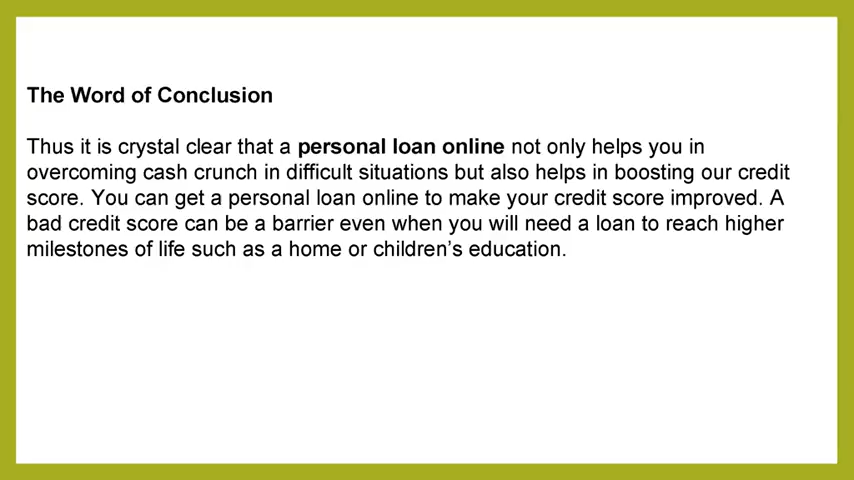 The Word of Conclusion
Thus it is crystal clear that a personal loan online not only helps you in
overcoming cash crunch in difficult situations but also helps in boosting our credit
score. You can get a personal loan online to make your credit score improved. A
bad credit score can be a barrier even when you will need a loan to reach higher
milestones of life such as a home or children’s education.